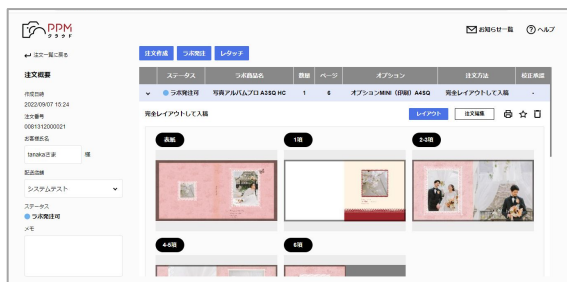 PPM
クラウド
お知らせ一覧
ヘルプ
注文一覧に戻る
注文作成
ラボ発注
レタッチ
注文概要
ステータス
ラボ商品名
数量
ページ
オプション
注文方法
校正承認
作成日時
2022/09/07 15:24
ラボ発注可
写真アルバムプロ A3SQ HC
1
6
オプションMINI（印刷）A4SQ
完全レイアウトして入稿
-
注文番号
0081312000021
完全レイアウトして入稿
レイアウト
注文編集
お客様氏名
tanakaさま
様
表紙
1項
2-3項
配送店舗
システムテスト
ステータス
ラボ発注可
メモ
4-5項
6項